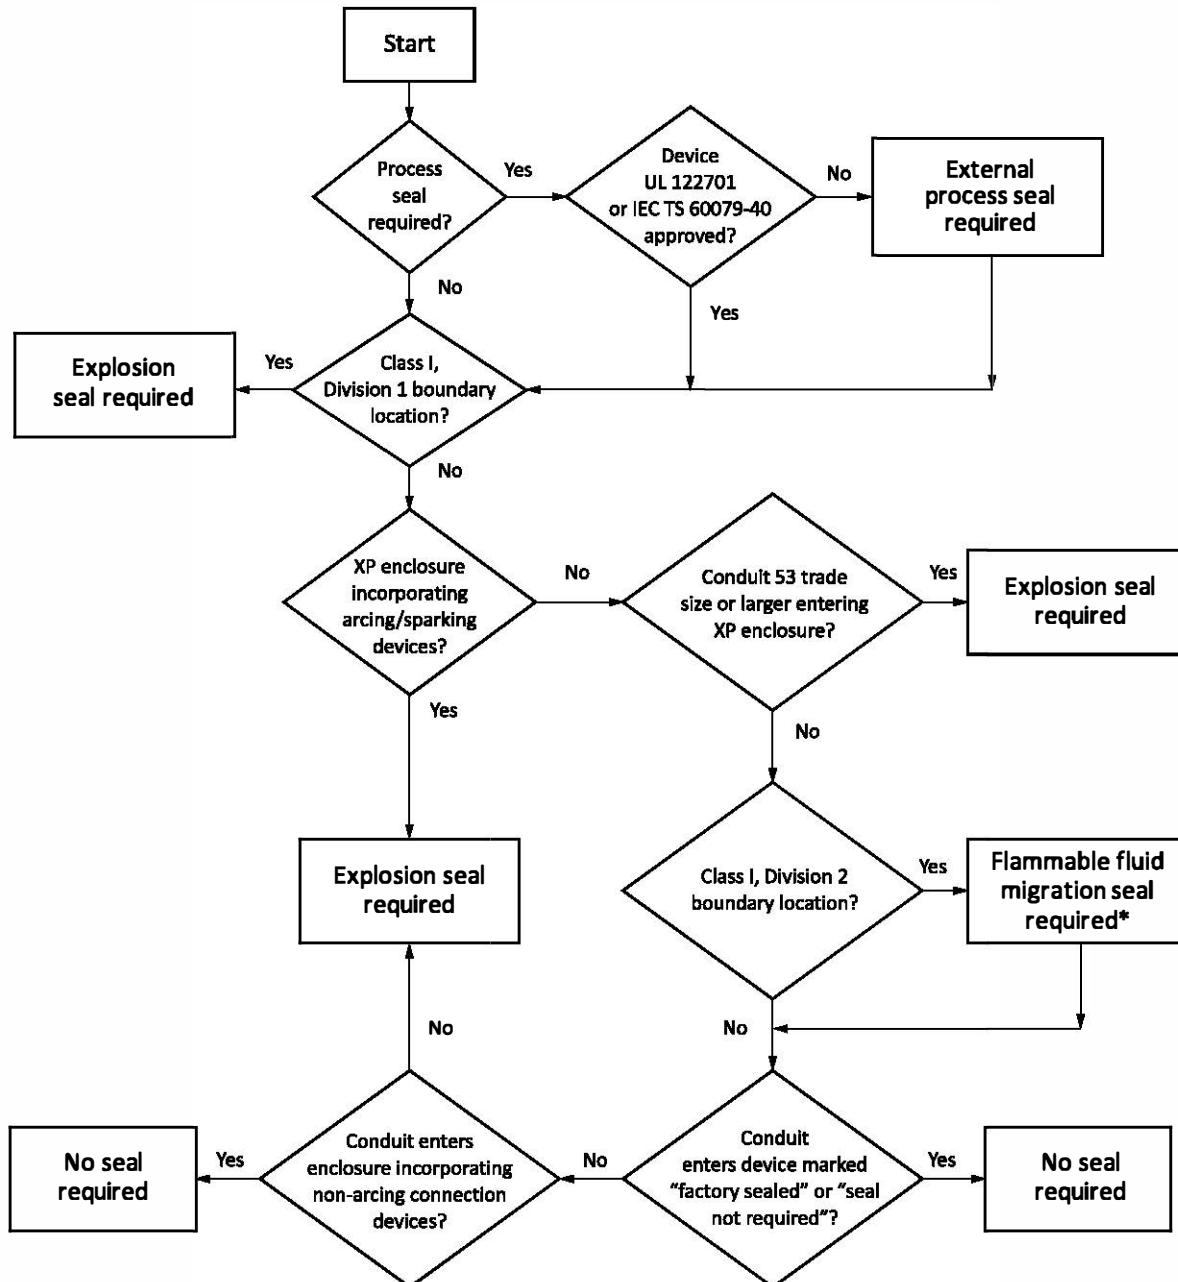 Start
Process
seal
required?
Yes
Device
UL 122701
or IEC TS 60079-40
approved?
No
External
process seal
required
No
Yes
Explosion
seal required
Yes
Class I,
Division 1 boundary
location?
No
XP enclosure
incorporating
arcing/sparking
devices?
No
Conduit 53 trade
size or larger entering
XP enclosure?
Yes
Explosion seal
required
Yes
No
Explosion seal
required
Class I, Division 2
boundary location?
Yes
Flammable fluid
migration seal
required*
No
No
No seal
required
Yes
Conduit enters
enclosure incorporating
non-arcing connection
devices?
No
Conduit
enters device marked
“factory sealed” or “seal
not required”?
Yes
No seal
required